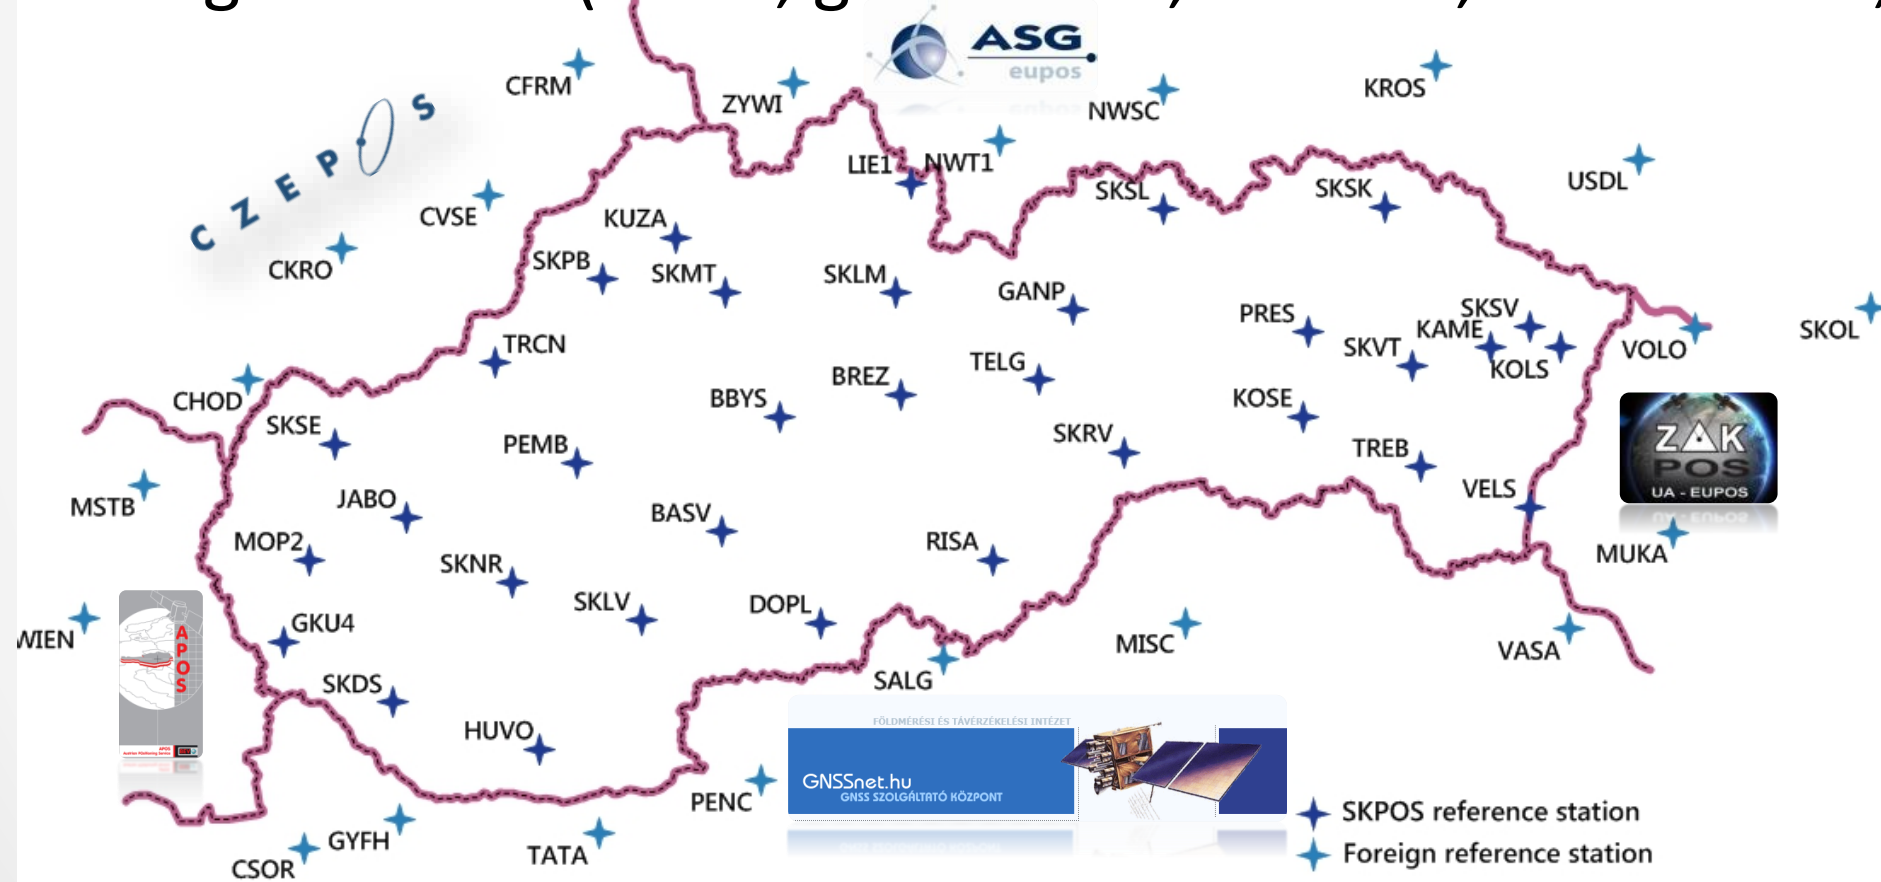 ASG
eupos
CFRM
ZYWI
NWSC
KROS
CZEPOS
LIE1
NWT1
USDL
CVSE
KUZA
SKSL
SKSK
CKRO
SKPB
SKMT
SKLM
GANP
PRES
SKSV
KAME
SKVT
KOLS
VOLO
SKOL
TRCN
TELG
BREZ
CHOD
BBYS
KOSE
SKSE
PEMB
SKRV
TREB
ZAK
POS
UA - EUPOS
MSTB
JABO
BASV
VELS
MOP2
SKNR
RISA
MUKA
SKLV
DOPL
WIEN
APOS
GKU4
MISC
VASA
SKDS
SALG
HUVO
FÖLDMÉRÉSI ÉS TÁVÉRZÉKELÉSI INTÉZET
GNSSnet.hu
GNSS SZOLGÁLTATÓ KÖZPONT
PENC
GYFH
CSOR
TATA
SKPOS reference station
Foreign reference station